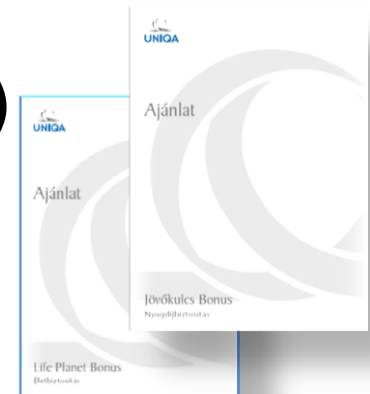 UNIQA
Ajánlat
Jövőkulcs Bonus
Nyugdíjbiztosítás
UNIQA
Ajánlat
Life Planet Bonus
Életbiztosítás